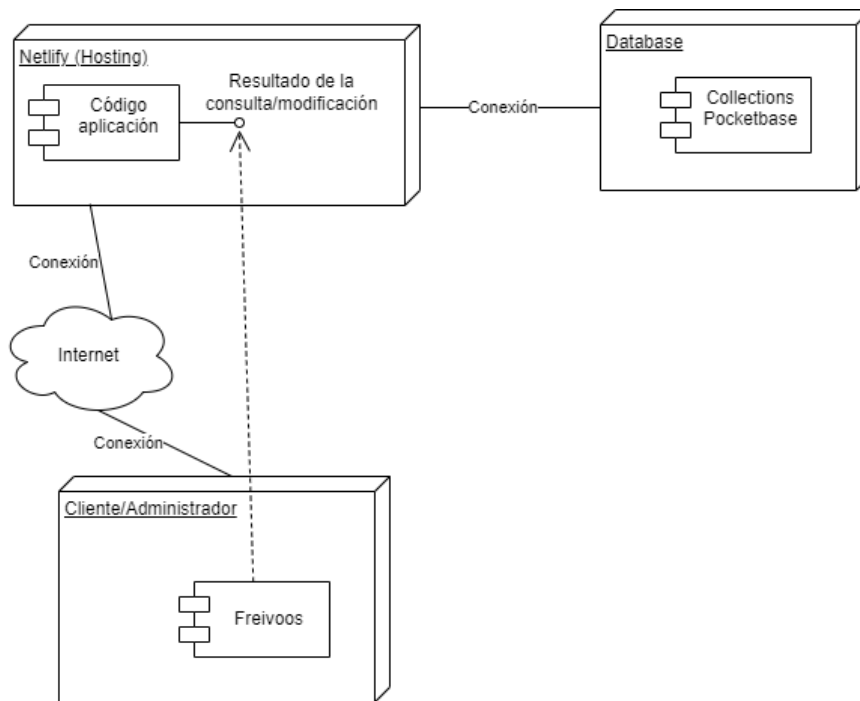 Netlify (Hosting)
Código
aplicación
Resultado de la
consulta/modificación
Conexión
Database
Collections
Pocketbase
Conexión
Internet
Conexión
Cliente/Administrador
Freivoos